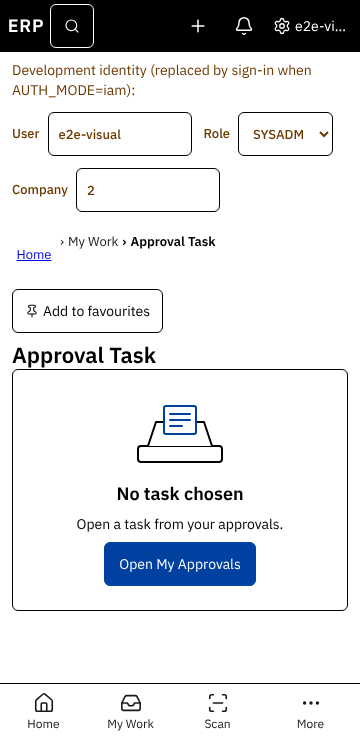 ERP e2e-vi...
Development identity (replaced by sign-in when
AUTH_MODE=iam):
User e2e-visual Role SYSADM
Company 2
Home › My Work › Approval Task
Add to favourites
Approval Task
No task chosen
Open a task from your approvals.
Open My Approvals
Home My Work Scan More